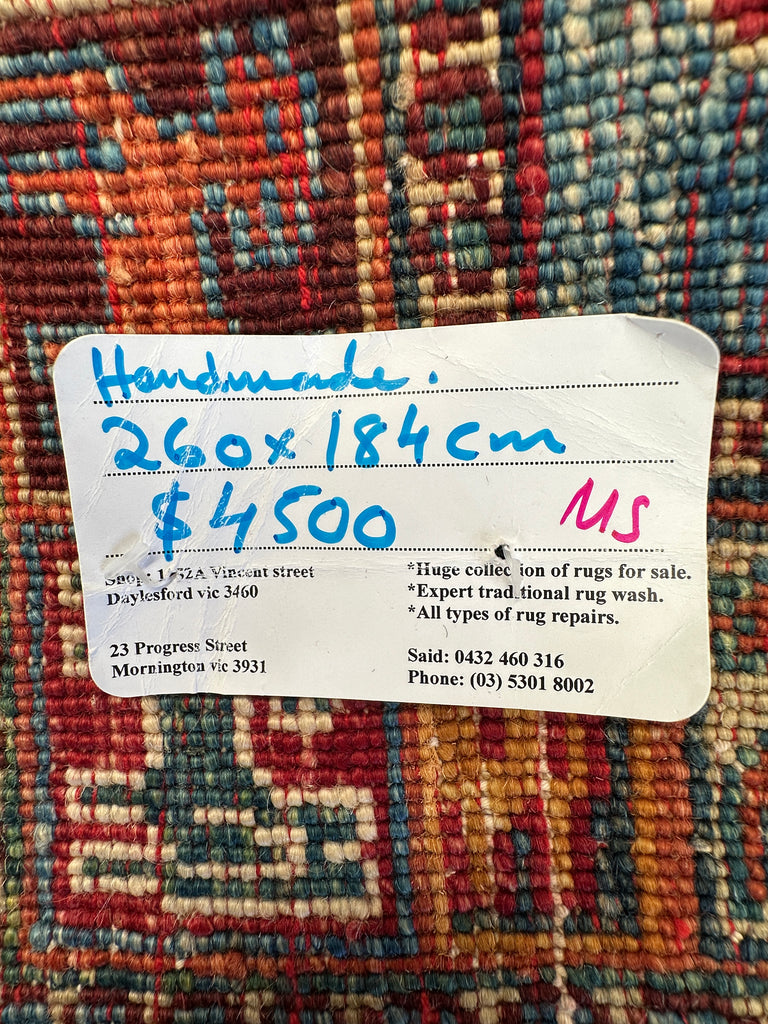 Handmade.
260x184cm
$4500 MS
Vincent street
Daylesford vic 3460
23 Progress Street
Mornington vic 3931
*Huge collection of rugs for sale.
*Expert traditional rug wash.
*All types of rug repairs.
Said: 0432 460 316
Phone: (03) 5301 8002